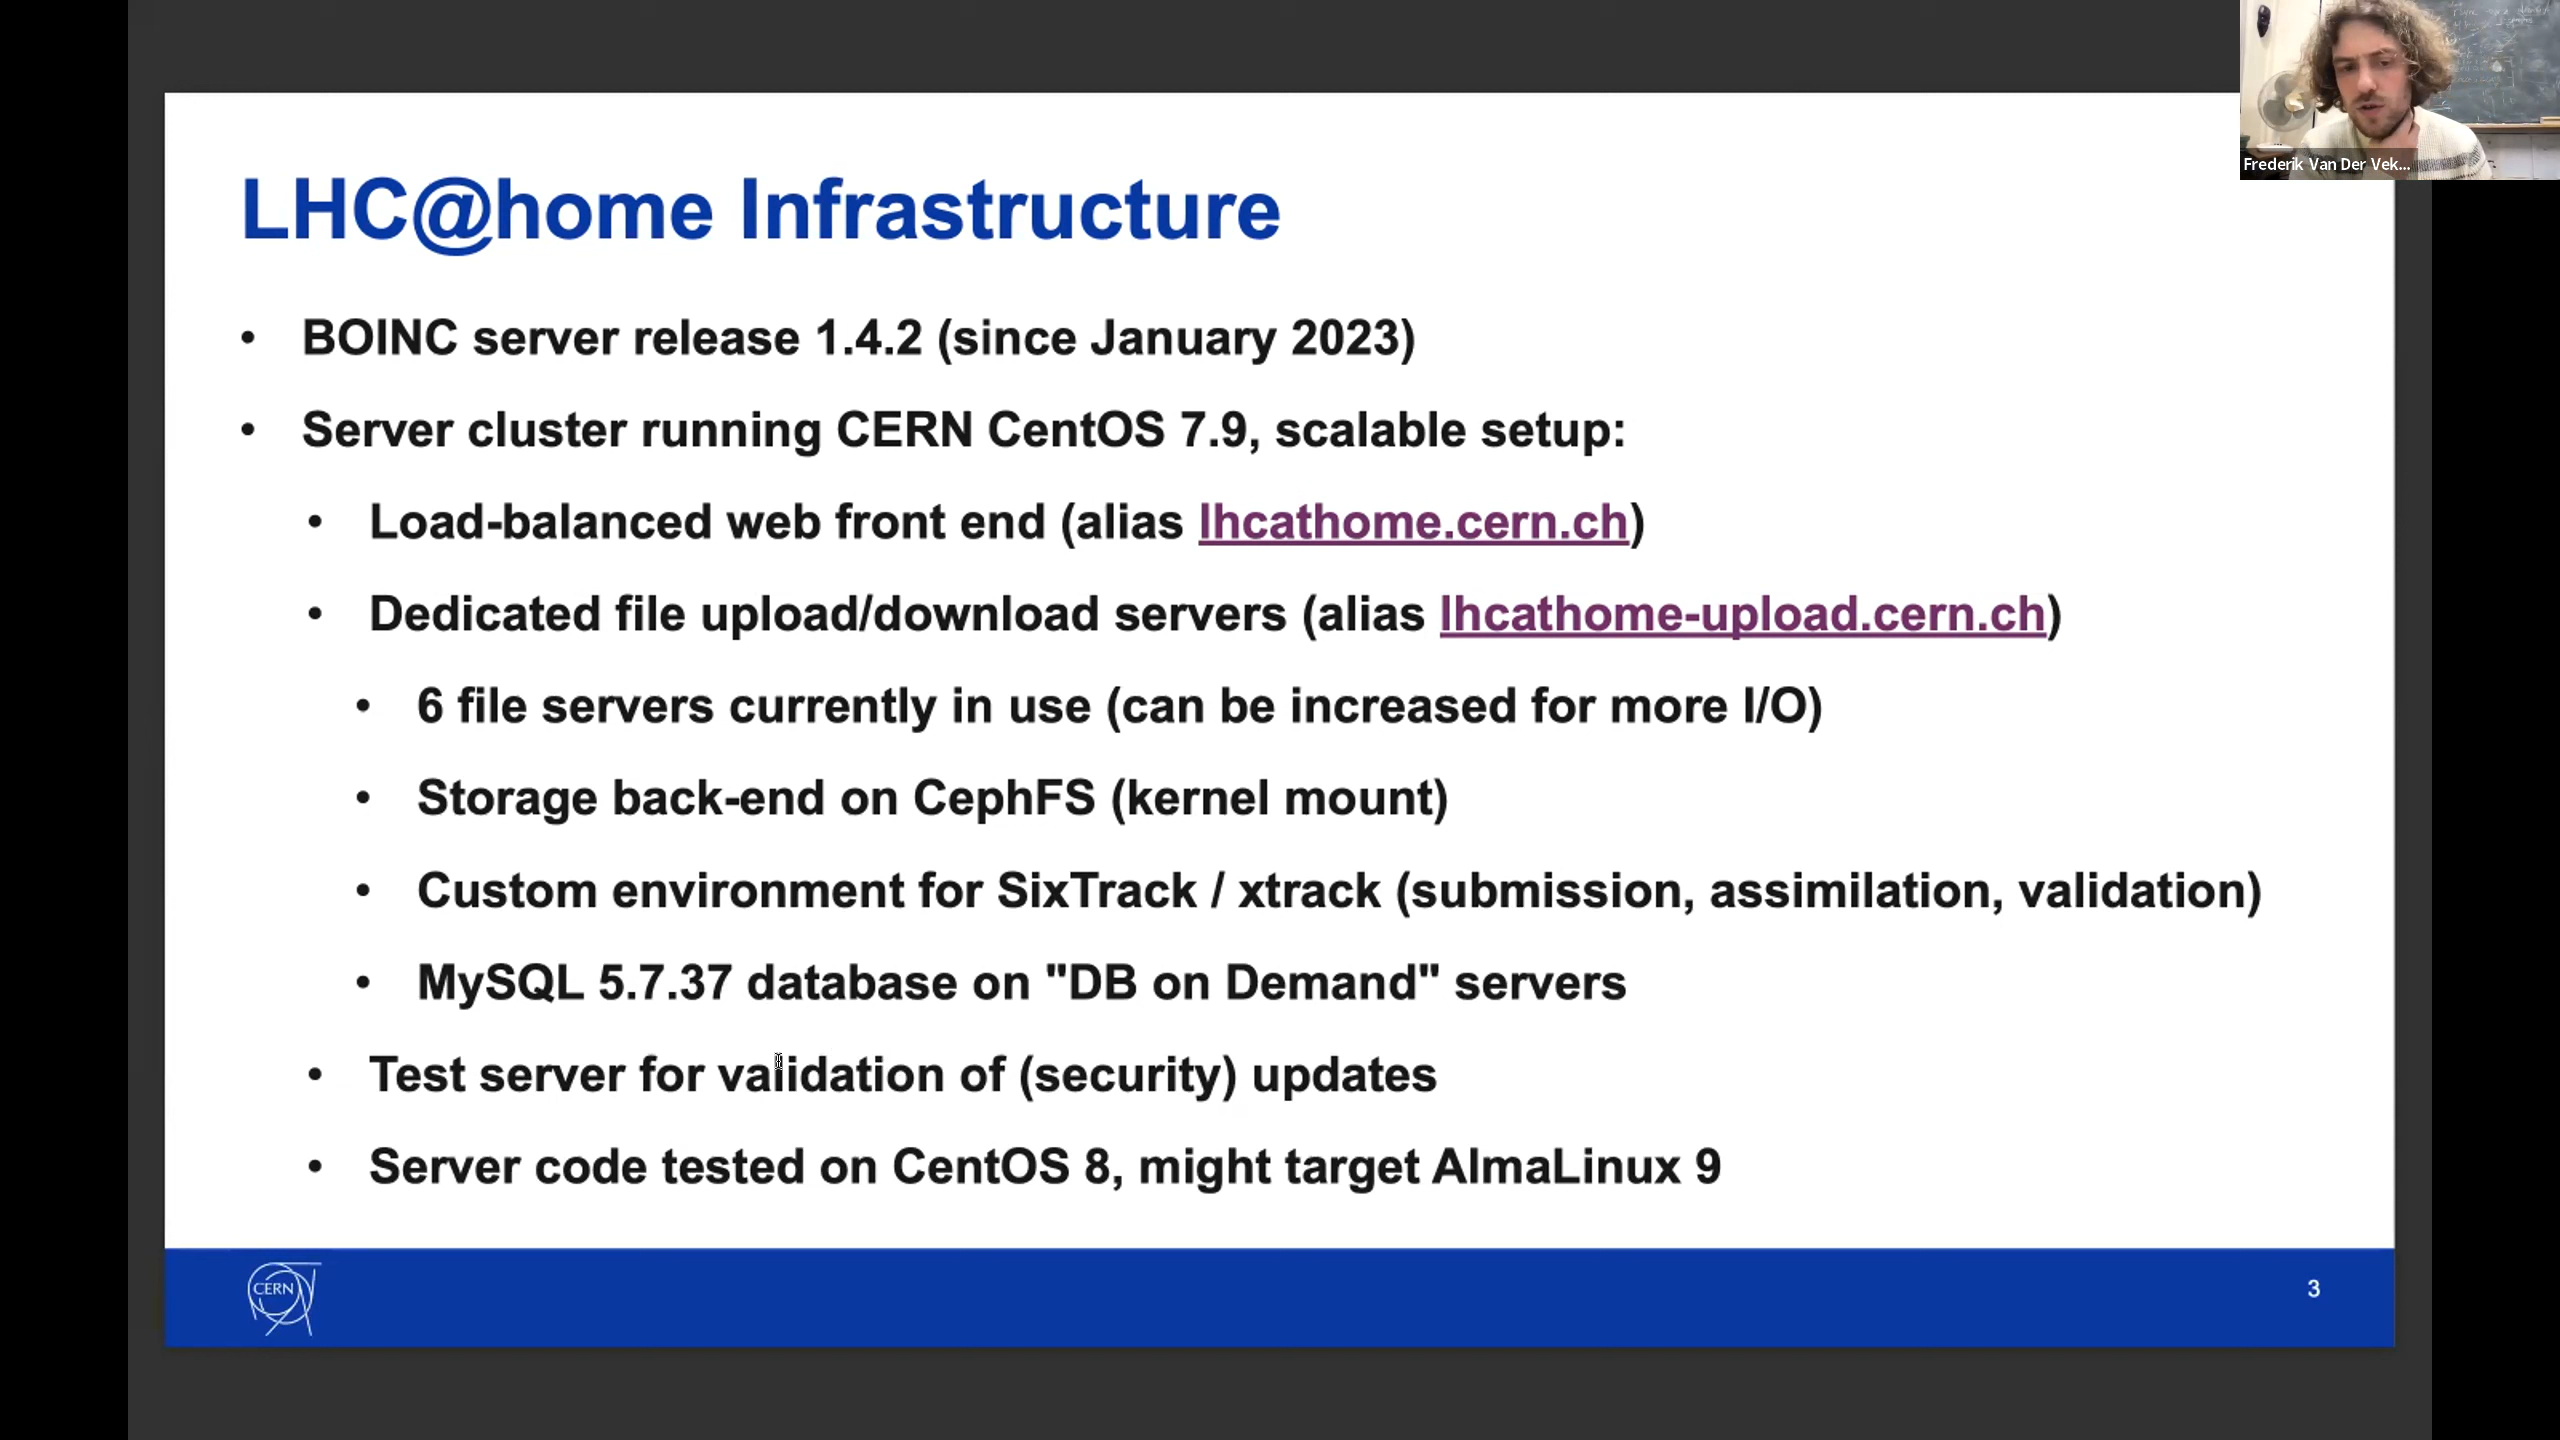 Frederik Van Der Vek...
LHC@home Infrastructure
• BOINC server release 1.4.2 (since January 2023)
• Server cluster running CERN CentOS 7.9, scalable setup:
• Load-balanced web front end (alias lhcathome.cern.ch)
• Dedicated file upload/download servers (alias lhcathome-upload.cern.ch)
• 6 file servers currently in use (can be increased for more I/O)
• Storage back-end on CephFS (kernel mount)
• Custom environment for SixTrack / xtrack (submission, assimilation, validation)
• MySQL 5.7.37 database on "DB on Demand" servers
• Test server for validation of (security) updates
• Server code tested on CentOS 8, might target AlmaLinux 9
CERN
3